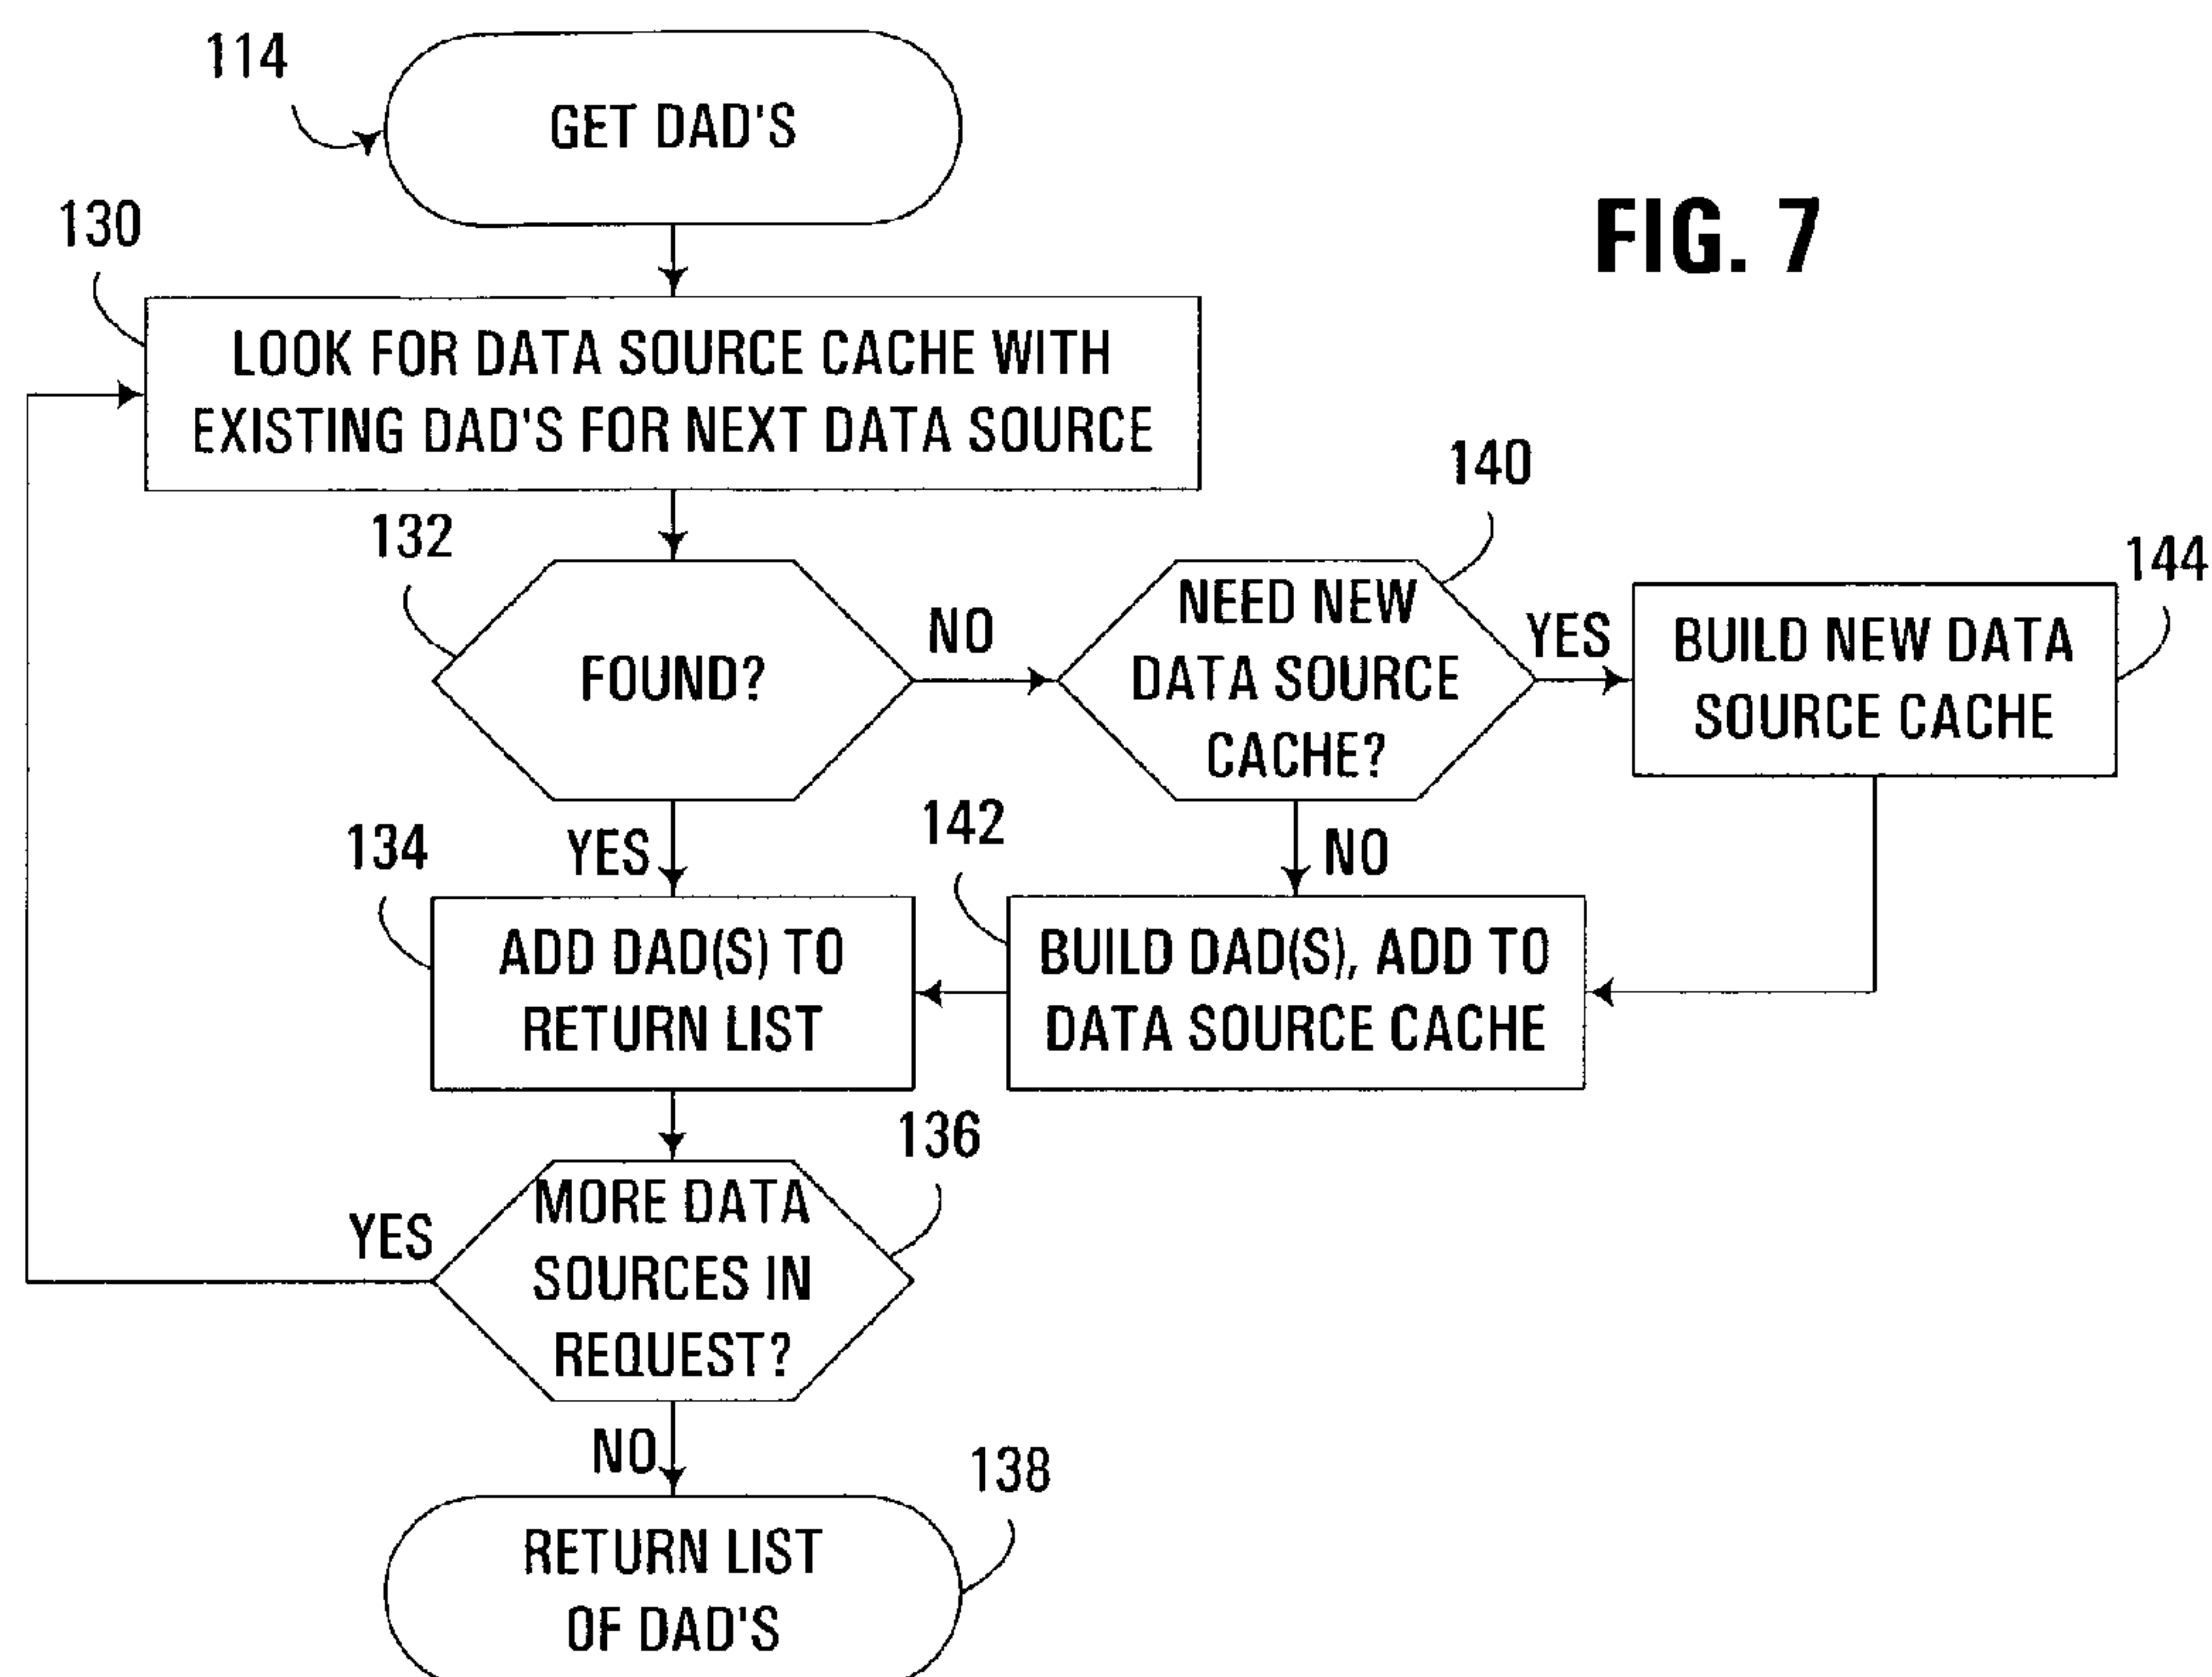 114
GET DAD'S
FIG. 7
130
LOOK FOR DATA SOURCE CACHE WITH
EXISTING DAD'S FOR NEXT DATA SOURCE
132
FOUND?
NO
140
NEED NEW
DATA SOURCE
CACHE?
YES
144
BUILD NEW DATA
SOURCE CACHE
YES
NO
134
ADD DAD(S) TO
RETURN LIST
142
BUILD DAD(S), ADD TO
DATA SOURCE CACHE
136
MORE DATA
SOURCES IN
REQUEST?
YES
NO
138
RETURN LIST
OF DAD'S